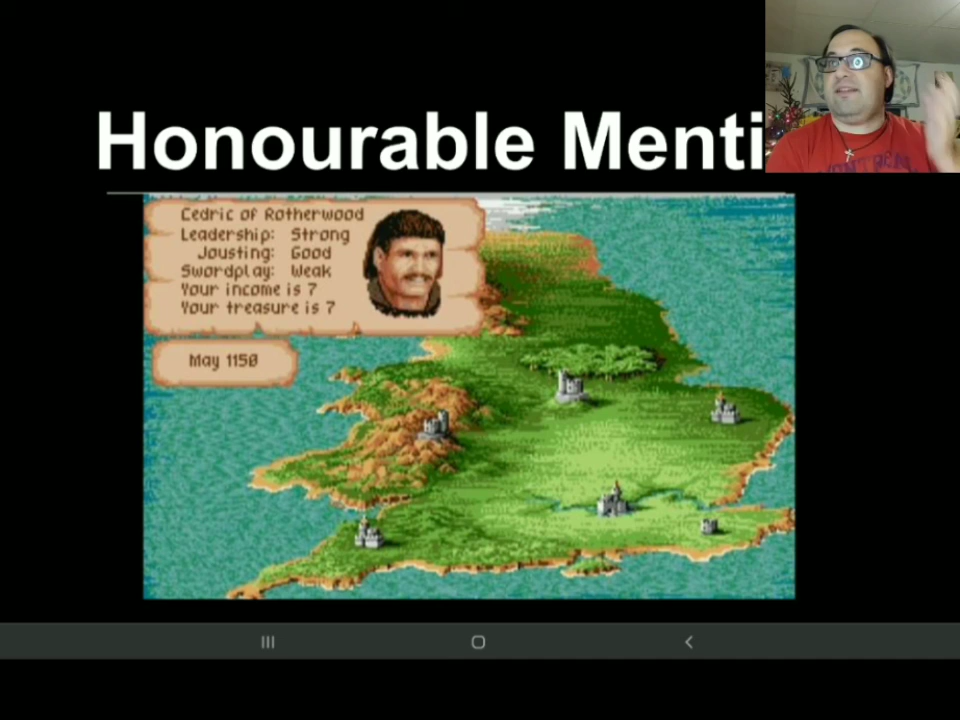 Honourable Menti
Cedric of Rotherwood
Leadership: Strong
Jousting: Good
Swordplay: Weak
Your income is 7
Your treasure is 7
May 1150